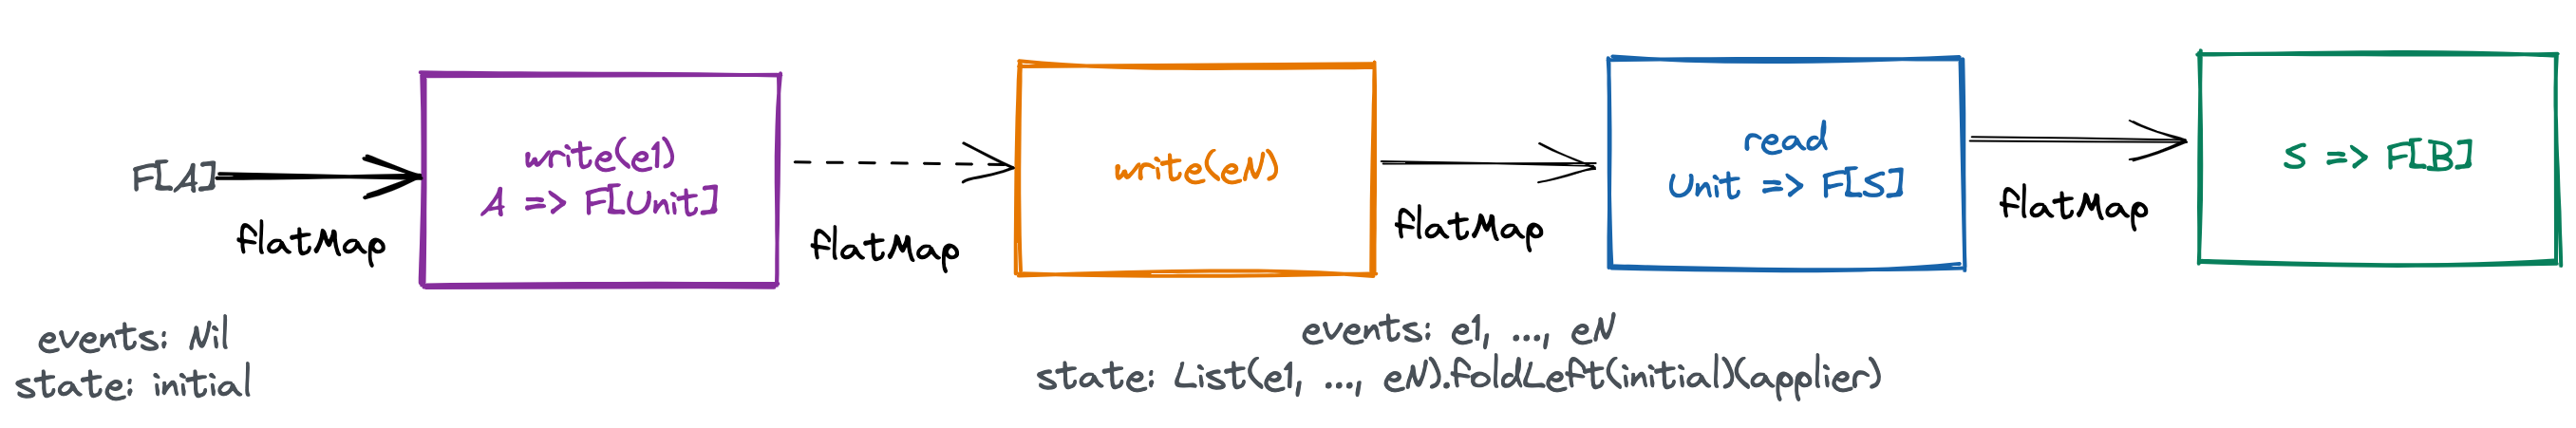 F[A]
flatMap
write(e1)
A => F[Unit]
flatMap
write(eN)
flatMap
read
Unit => F[S]
flatMap
S => F[B]
events: Nil
state: initial
events: e1, ..., eN
state: List(e1, ..., eN).foldLeft(initial)(applier)